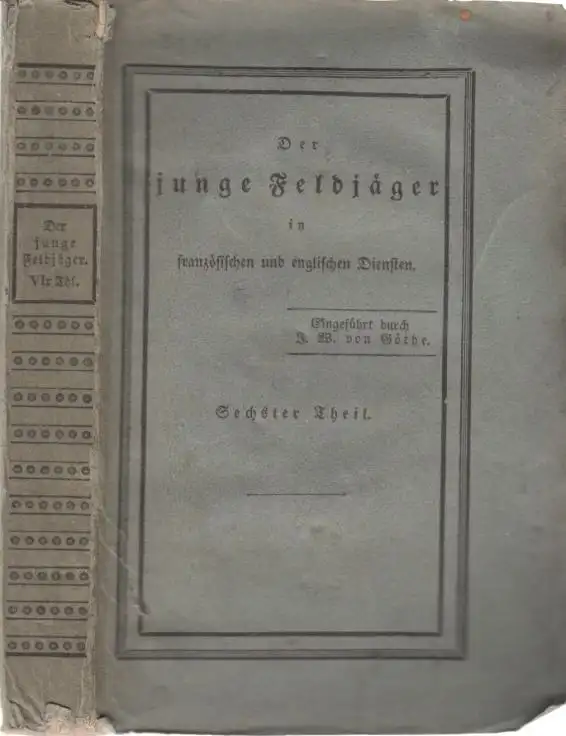 Der
junge
Feldjäger.
VIr Thl.
Der
junge Feldjäger
in
französischen und englischen Diensten.
Eingeführt durch
J. W. von Göthe.
Sechster Theil.